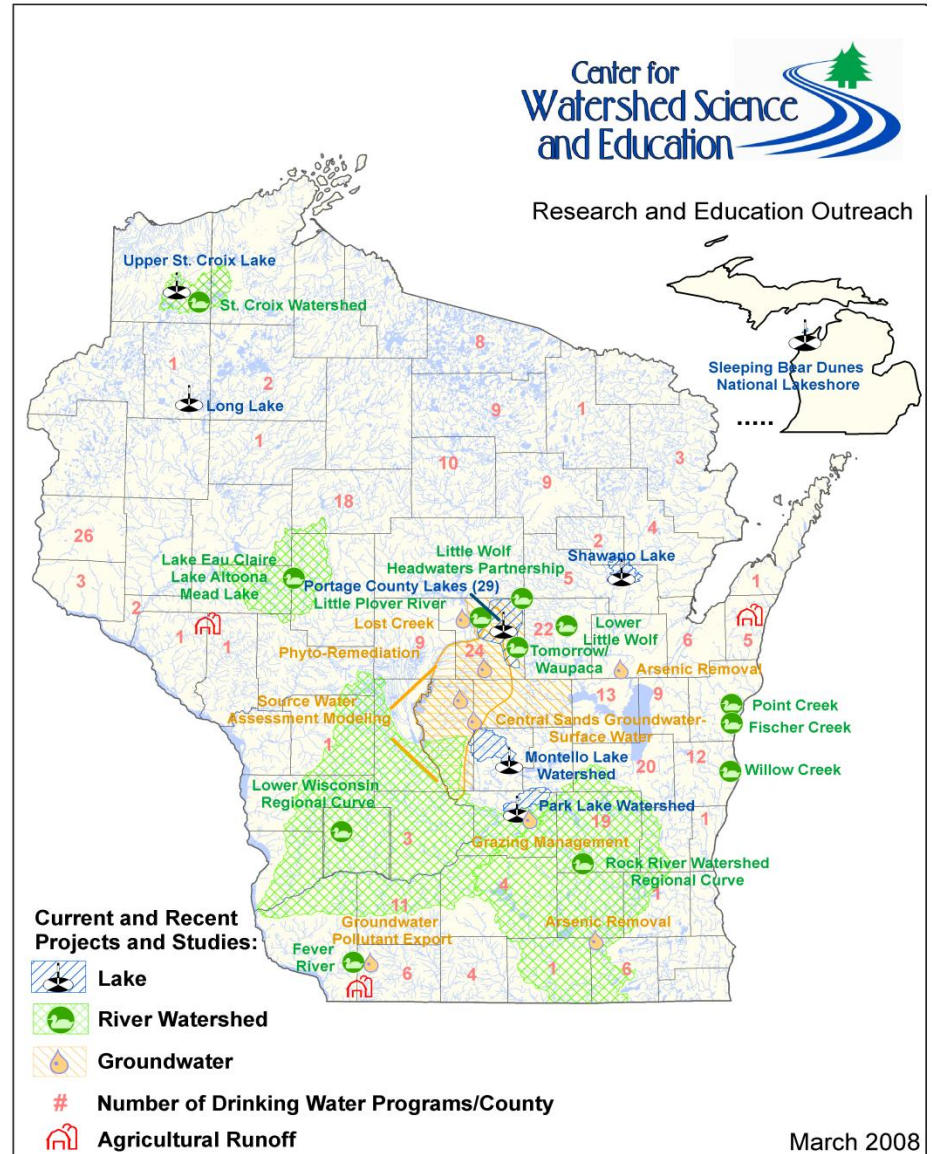 Center for
Watershed Science
and Education
Research and Education Outreach
Upper St. Croix Lake
St. Croix Watershed
Sleeping Bear Dunes
National Lakeshore
.....
8
1
2
Long Lake
9
1
1
3
10
9
18
4
26
2
Lake Eau Claire
Lake Altoona
Mead Lake
Little Wolf
Headwaters Partnership
Shawano Lake
3
5
1
Portage County Lakes (29)
2
Little Plover River
Lost Creek
22
Lower
Little Wolf
1
1
9
24
6
5
Phyto-Remediation
Tomorrow/
Waupaca
Arsenic Removal
Source Water
Assessment Modeling
13
9
Point Creek
Central Sands Groundwater-
Surface Water
Fischer Creek
1
Montello Lake
Watershed
20
12
Willow Creek
Lower Wisconsin
Regional Curve
Park Lake Watershed
19
1
3
Grazing Management
Rock River Watershed
Regional Curve
4
1
11
Groundwater
Pollutant Export
Arsenic Removal
Fever
River
6
4
1
6
Current and Recent
Projects and Studies:
Lake
River Watershed
Groundwater
# Number of Drinking Water Programs/County
Agricultural Runoff
March 2008